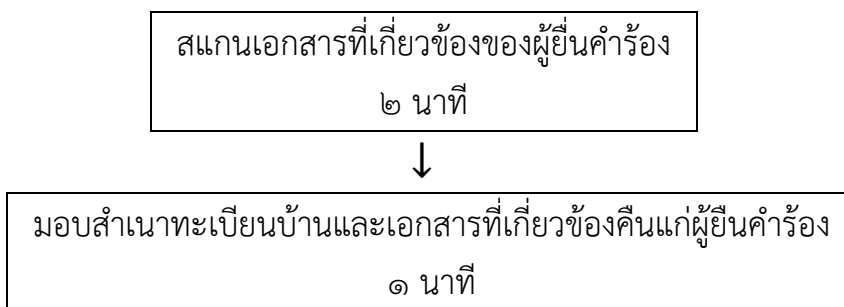 สแกนเอกสารที่เกี่ยวข้องของผู้ยื่นคำร้อง
๒ นาที
↓
มอบสำเนาทะเบียนบ้านและเอกสารที่เกี่ยวข้องคืนแก่ผู้ยืนคำร้อง
๑ นาที